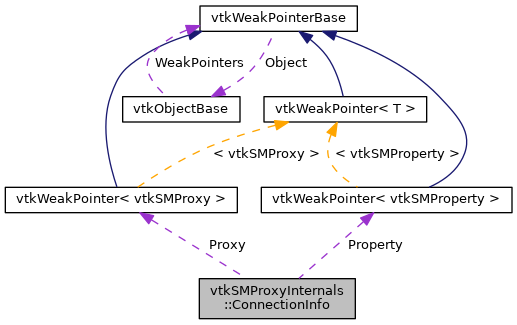 vtkWeakPointerBase
WeakPointers
Object
vtkObjectBase
vtkWeakPointer< T >
< vtkSMProxy >
< vtkSMProperty >
vtkWeakPointer< vtkSMProxy >
vtkWeakPointer< vtkSMProperty >
Proxy
Property
vtkSMProxyInternals
::ConnectionInfo